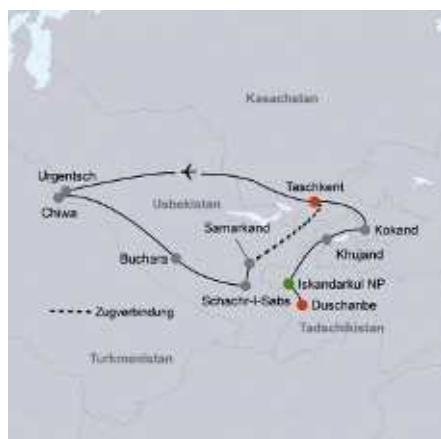 Kasachstan
Urgentsch
Chiwa
Taschkent
Usbekistan
Samarkand
Kokand
Khujand
Buchara
Schachr-i-Sabs
Iskandarkul NP
Duschanbe
Zugverbindung
Tadschikistan
Turkmenistan